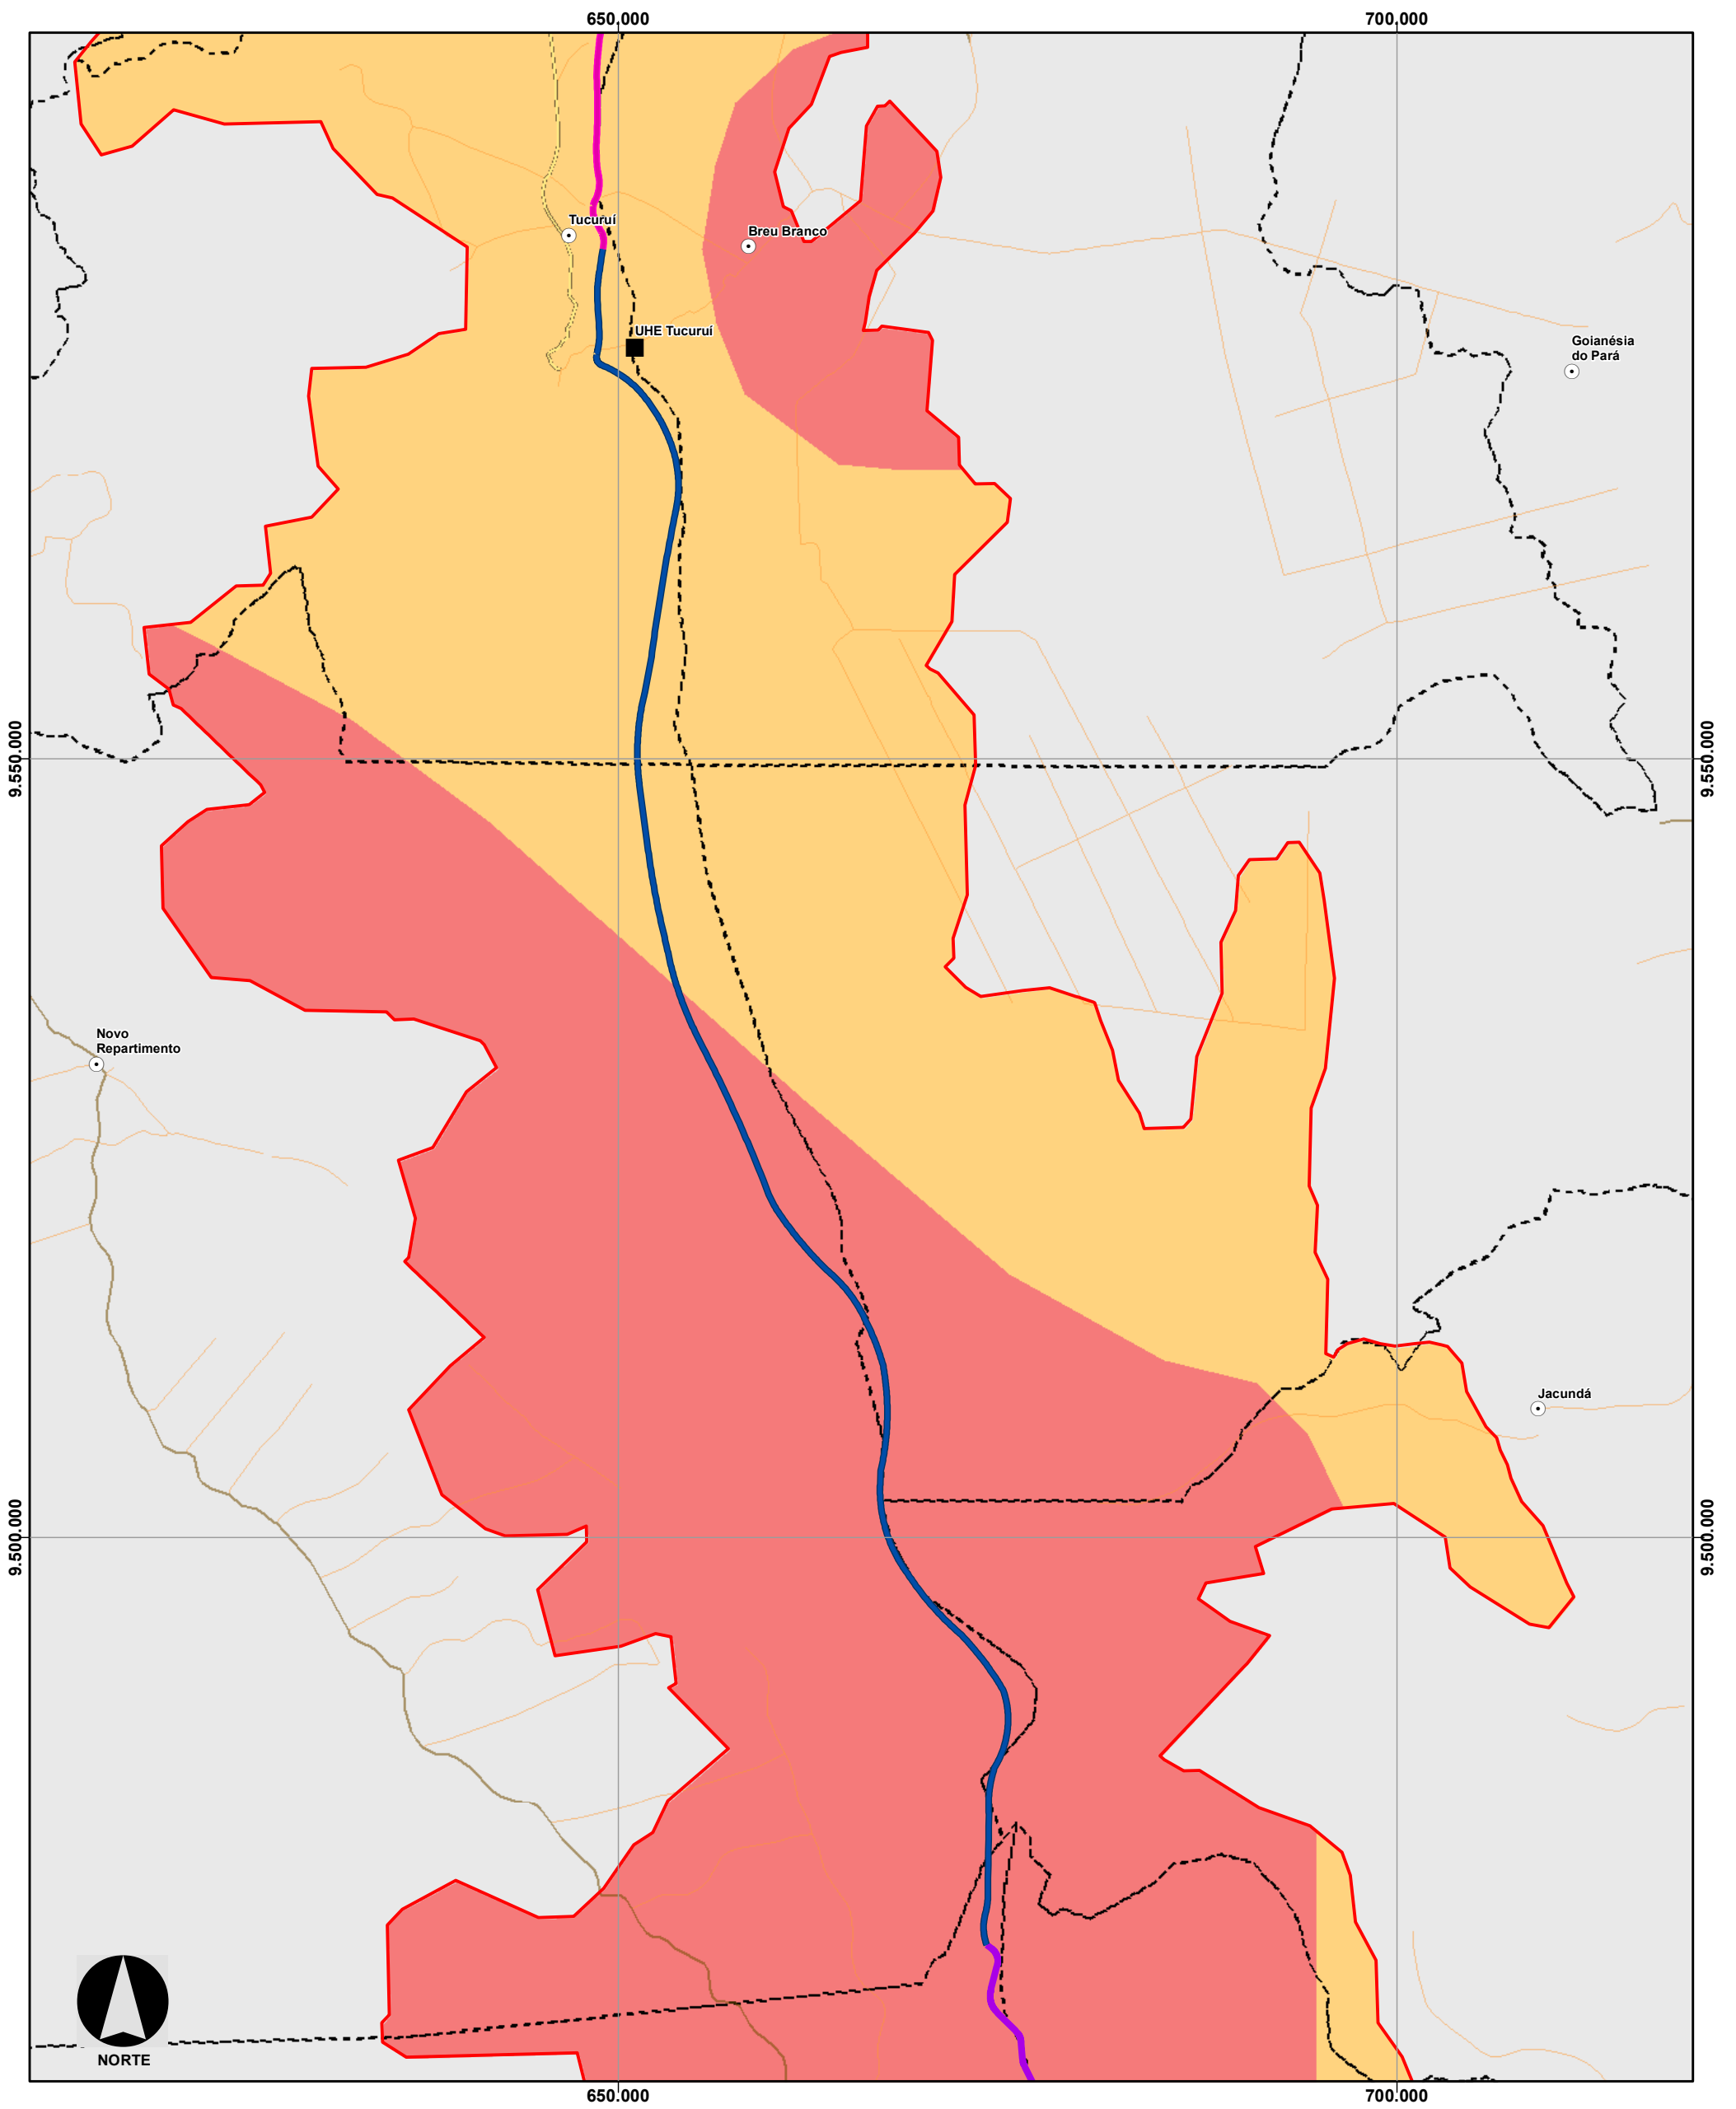 650.000
700.000
Tucuruí
Breu Branco
UHE Tucuruí
Goianésia
do Pará
9.550.000
9.550.000
Novo
Repartimento
Jacundá
9.500.000
9.500.000
NORTE
650.000
700.000